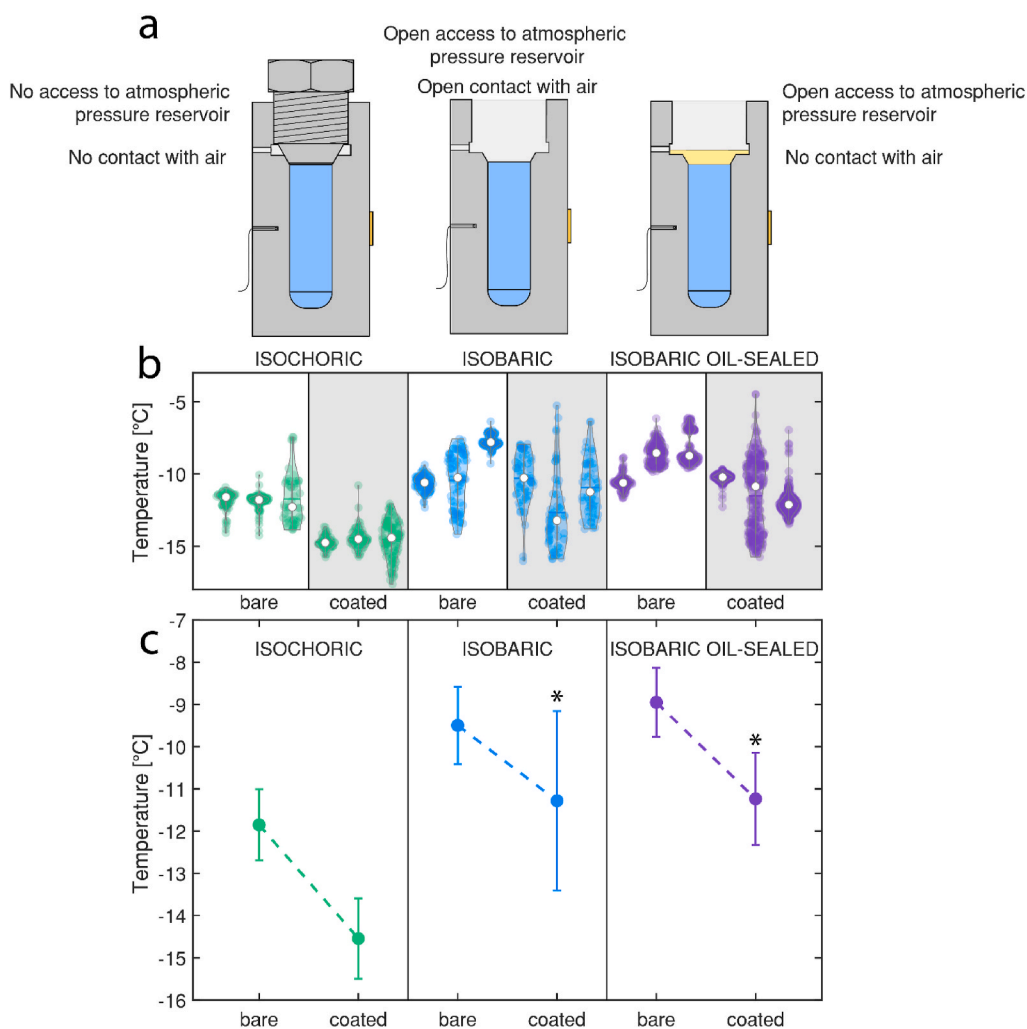 a
No access to atmospheric
pressure reservoir
No contact with air
Open access to atmospheric
pressure reservoir
Open contact with air
Open access to atmospheric
pressure reservoir
No contact with air
b
ISOCHORIC
ISOBARIC
ISOBARIC OIL-SEALED
Temperature [°C]
-5
-10
-15
bare
coated
bare
coated
bare
coated
c
ISOCHORIC
ISOBARIC
ISOBARIC OIL-SEALED
Temperature [°C]
-7
-8
-9
-10
-11
-12
-13
-14
-15
-16
*
*
bare
coated
bare
coated
bare
coated